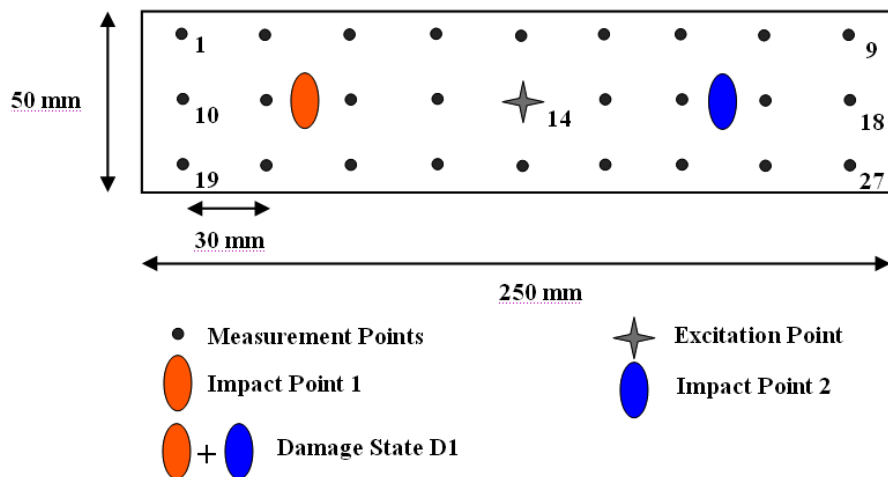 1
9
50 mm
10
14
18
19
27
30 mm
250 mm
Measurement Points
Excitation Point
Impact Point 1
Impact Point 2
+
Damage State D1